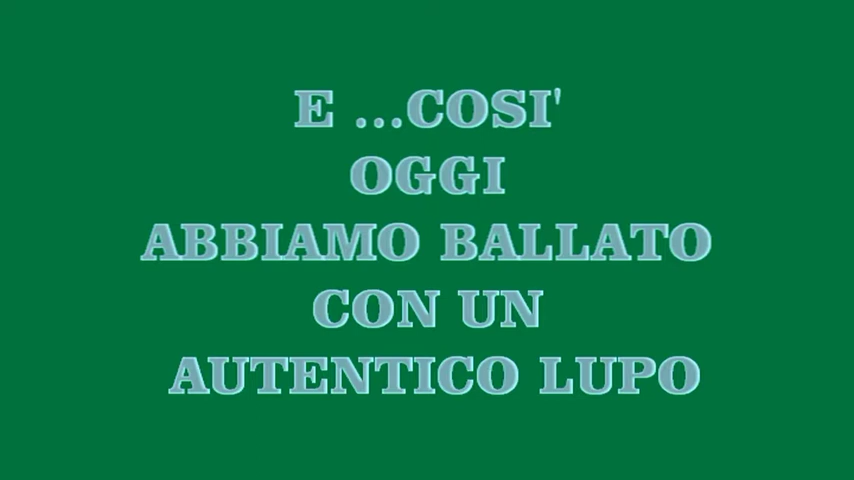 E ...COSI'
OGGI
ABBIAMO BALLATO
CON UN
AUTENTICO LUPO